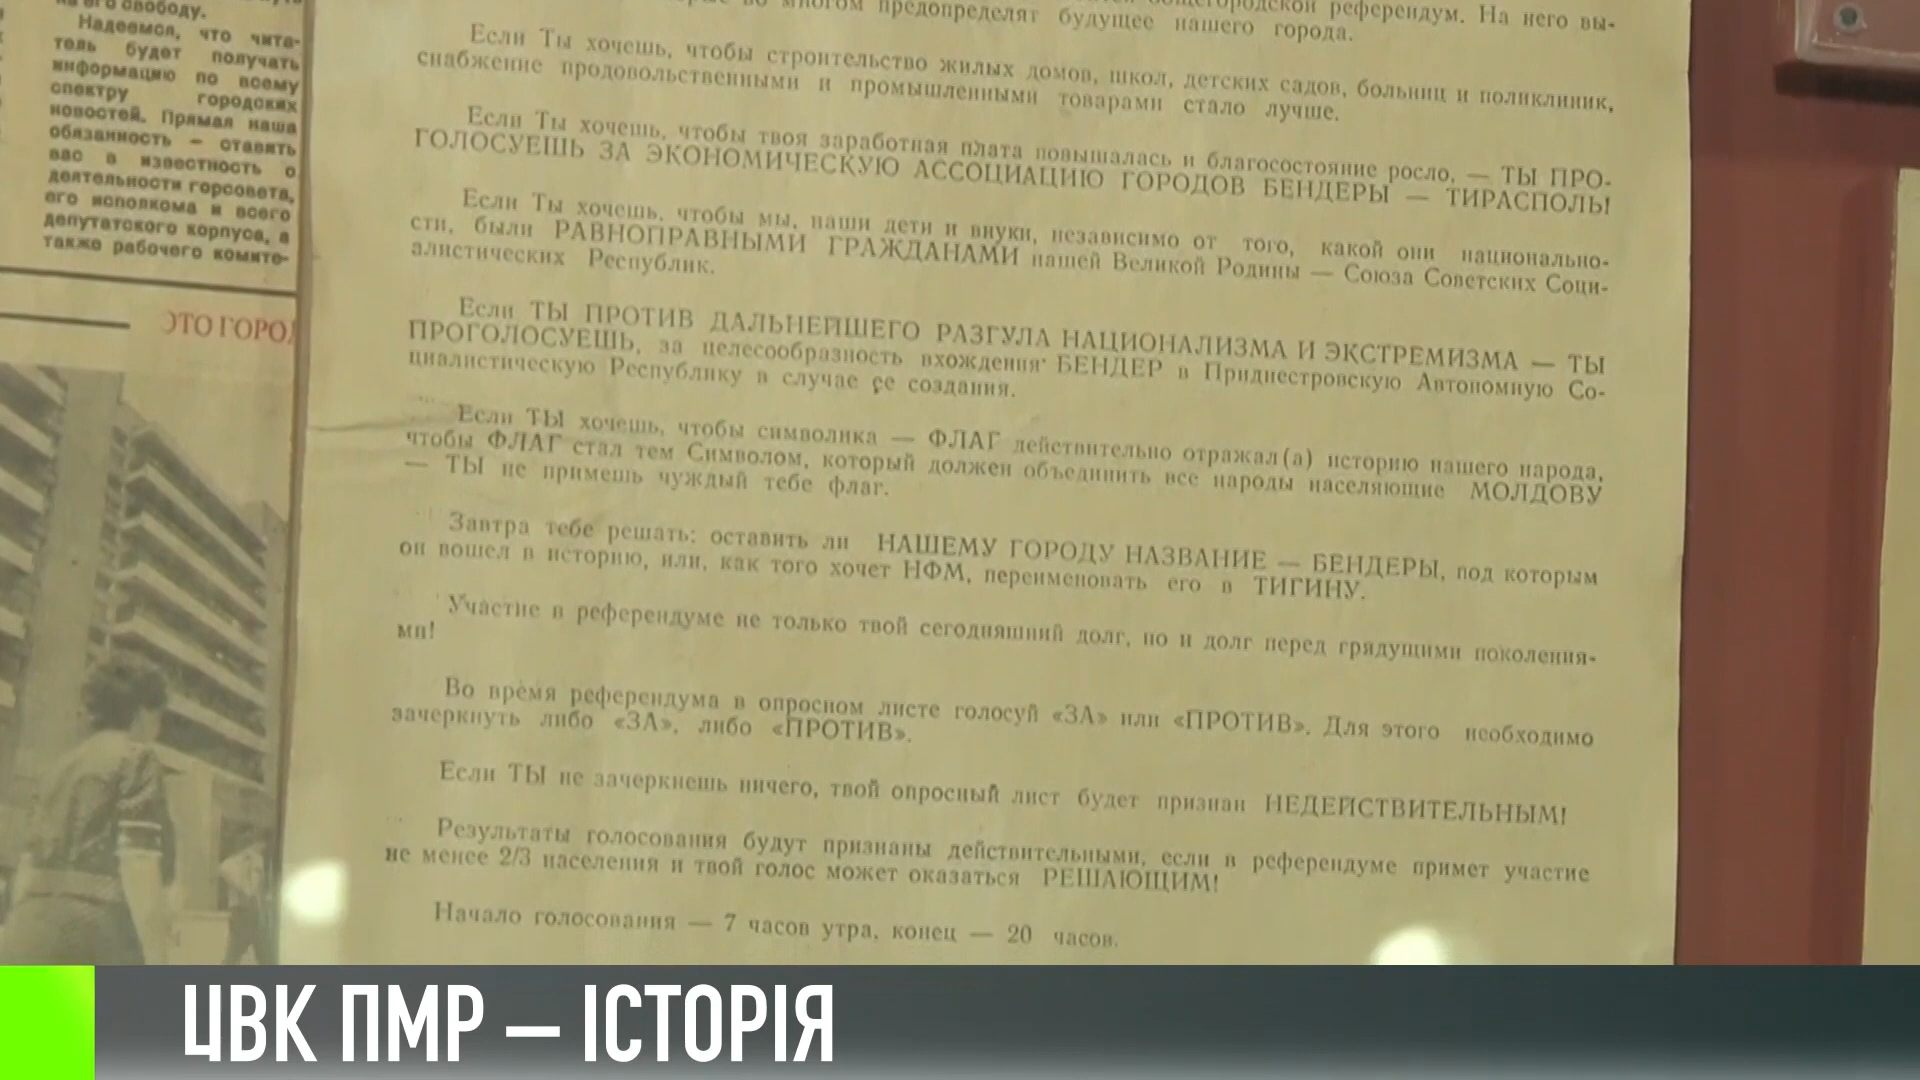 его свободу.
Надеемся, что чита-
тель будет получать
информацию по всему
спектру городских
новостей. Прямая наша
обязанность — ставить
вас в известность о
деятельности горсовета,
его исполкома и всего
депутатского корпуса, а
также рабочего комите-
ЭТО ГОРОД
референдум. На него вы-
во многом предопределят будущее нашего города.
Если Ты хочешь, чтобы строительство жилых домов, школ, детских садов, больниц и поликлиник,
снабжение продовольственными и промышленными товарами стало лучше.
Если Ты хочешь, чтобы твоя заработная плата повышалась и благосостояние росло, — ТЫ ПРО-
ГОЛОСУЕШЬ ЗА ЭКОНОМИЧЕСКУЮ АССОЦИАЦИЮ ГОРОДОВ БЕНДЕРЫ — ТИРАСПОЛЬ!
Если Ты хочешь, чтобы мы, наши дети и внуки, независимо от того, какой они национально-
сти, были РАВНОПРАВНЫМИ ГРАЖДАНАМИ нашей Великой Родины — Союза Советских Соци-
алистических Республик.
Если ТЫ ПРОТИВ ДАЛЬНЕЙШЕГО РАЗГУЛА НАЦИОНАЛИЗМА И ЭКСТРЕМИЗМА — ТЫ
ПРОГОЛОСУЕШЬ, за целесообразность вхождения БЕНДЕР в Приднестровскую Автономную Со-
циалистическую Республику в случае ее создания.
Если ТЫ хочешь, чтобы символика — ФЛАГ действительно отражал(а) историю нашего народа,
чтобы ФЛАГ стал тем Символом, который должен объединить все народы населяющие МОЛДОВУ
— ТЫ не примешь чуждый тебе флаг.
Завтра тебе решать: оставить ли НАШЕМУ ГОРОДУ НАЗВАНИЕ — БЕНДЕРЫ, под которым
он вошел в историю, или, как того хочет НФМ, переименовать его в ТИГИНУ.
Участие в референдуме не только твой сегодняшний долг, но и долг перед грядущими поколения-
ми!
Во время референдума в опросном листе голосуй «ЗА» или «ПРОТИВ». Для этого необходимо
зачеркнуть либо «ЗА», либо «ПРОТИВ».
Если ТЫ не зачеркнешь ничего, твой опросный лист будет признан НЕДЕЙСТВИТЕЛЬНЫМ!
Результаты голосования будут признаны действительными, если в референдуме примет участие
не менее 2/3 населения и твой голос может оказаться РЕШАЮЩИМ!
Начало голосования — 7 часов утра, конец — 20 часов.
ЦВК ПМР – ІСТОРІЯ